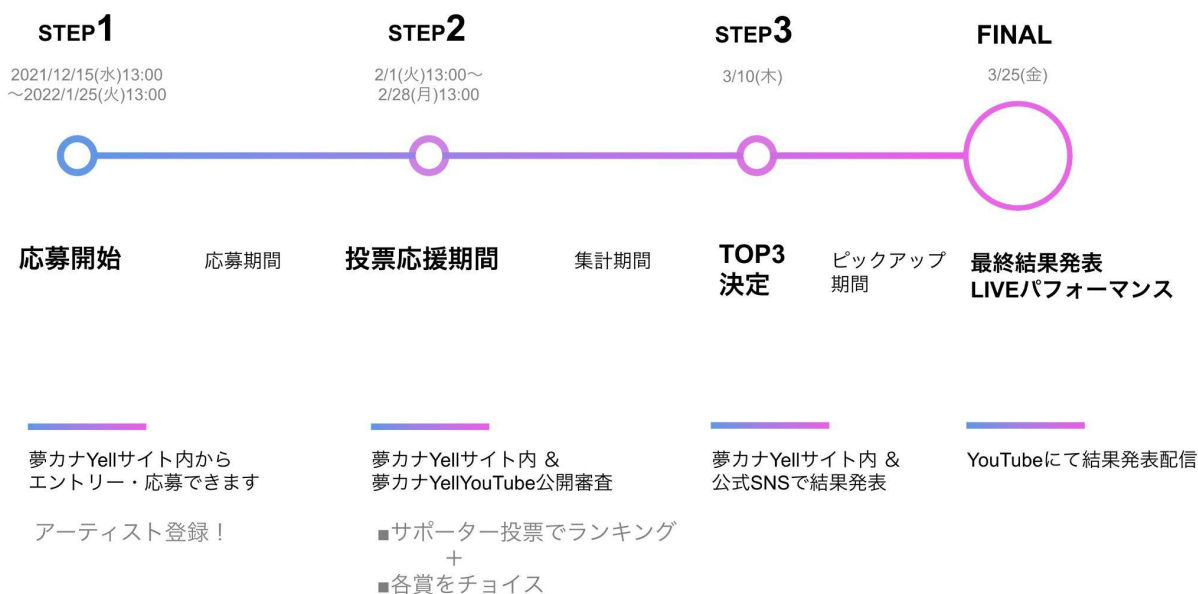 STEP1
2021/12/15(水)13:00
～2022/1/25(火)13:00
STEP2
2/1(火)13:00～
2/28(月)13:00
STEP3
3/10(木)
FINAL
3/25(金)
応募開始
応募期間
投票応援期間
集計期間
TOP3
決定
ピックアップ
期間
最終結果発表
LIVEパフォーマンス
夢カナYellサイト内から
エントリー・応募できます
アーティスト登録！
夢カナYellサイト内 ＆
夢カナYellYouTube公開審査
■サポーター投票でランキング
＋
■各賞をチョイス
夢カナYellサイト内 ＆
公式SNSで結果発表
YouTubeにて結果発表配信